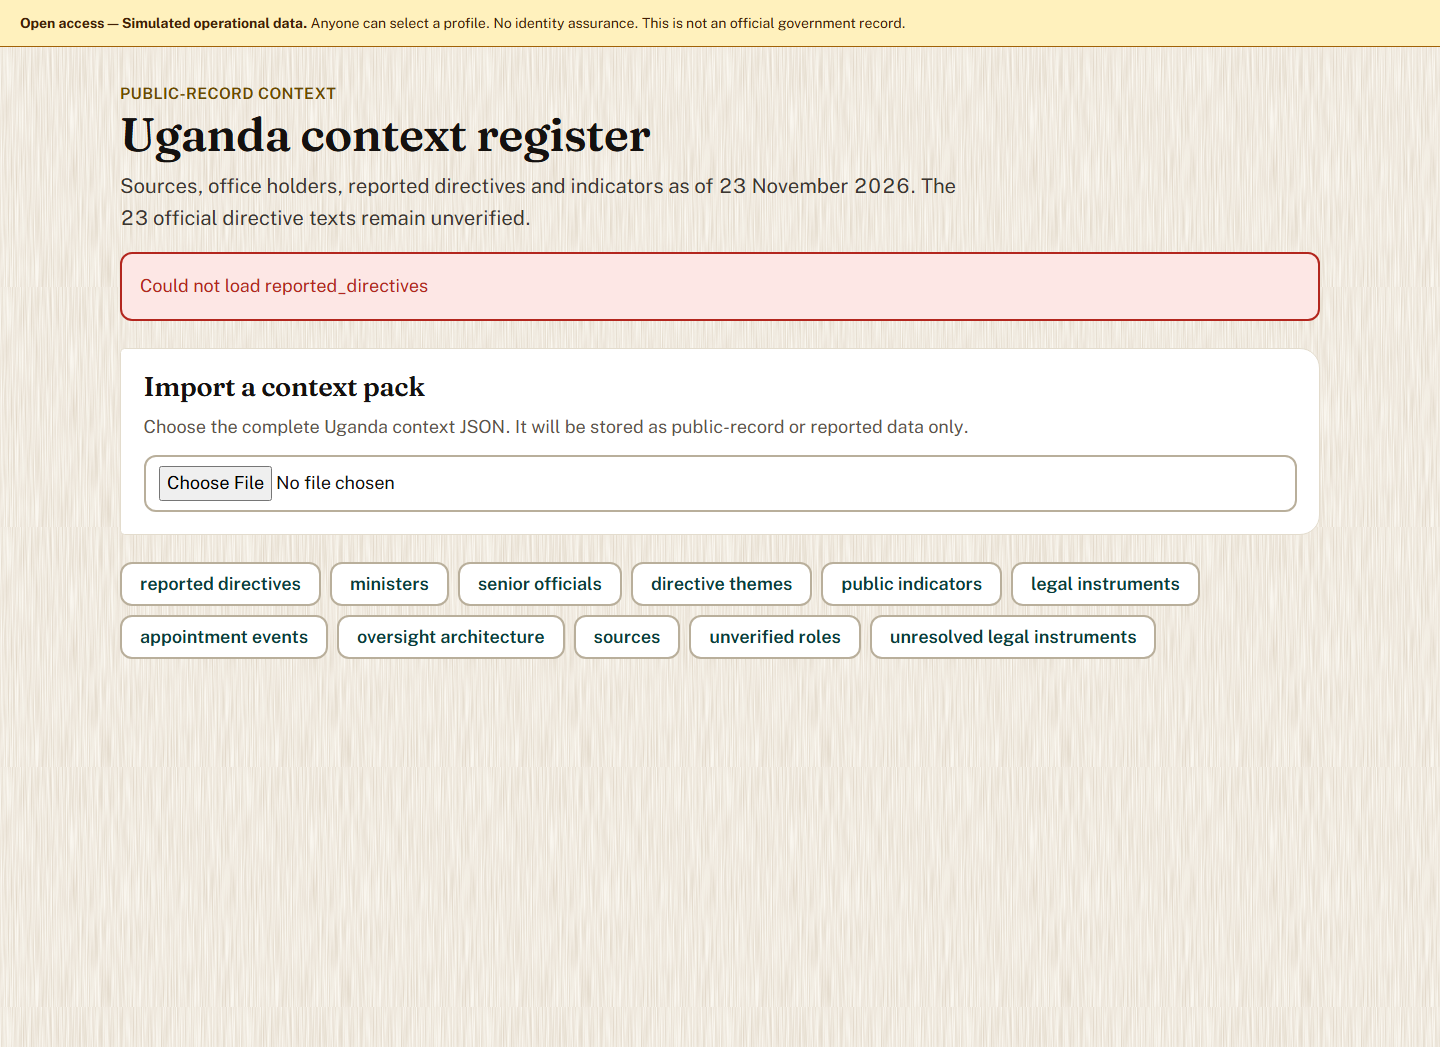 Open access — Simulated operational data. Anyone can select a profile. No identity assurance. This is not an official government record.
PUBLIC-RECORD CONTEXT
Uganda context register
Sources, office holders, reported directives and indicators as of 23 November 2026. The
23 official directive texts remain unverified.
Could not load reported_directives
Import a context pack
Choose the complete Uganda context JSON. It will be stored as public-record or reported data only.
Choose File No file chosen
reported directives ministers senior officials directive themes public indicators legal instruments
appointment events oversight architecture sources unverified roles unresolved legal instruments